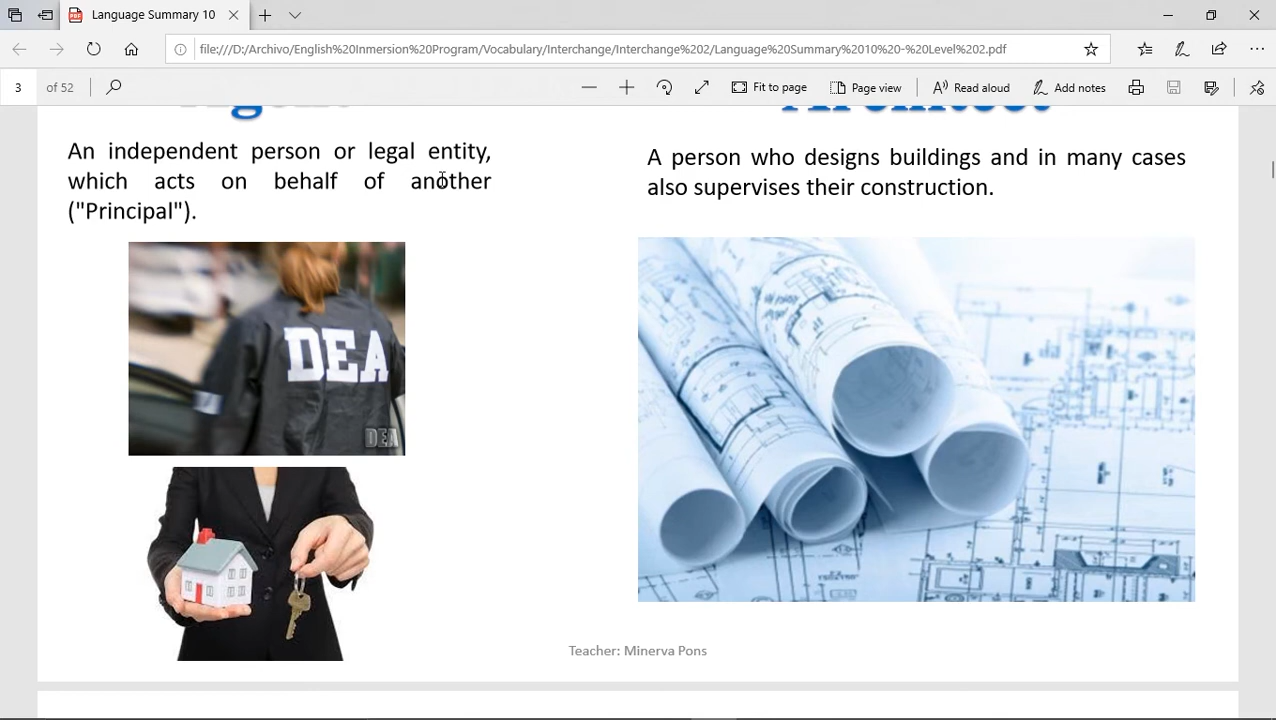 Language Summary 10
file:///D:/Archivo/English%20Inmersion%20Program/Vocabulary/Interchange/Interchange%202/Language%20Summary%2010%20-%20Level%202.pdf
3 of 52
Fit to page
Page view
Read aloud
Add notes
Agent
Architect
An independent person or legal entity,
which acts on behalf of another
("Principal").
A person who designs buildings and in many cases
also supervises their construction.
DEA
DEA
Teacher: Minerva Pons